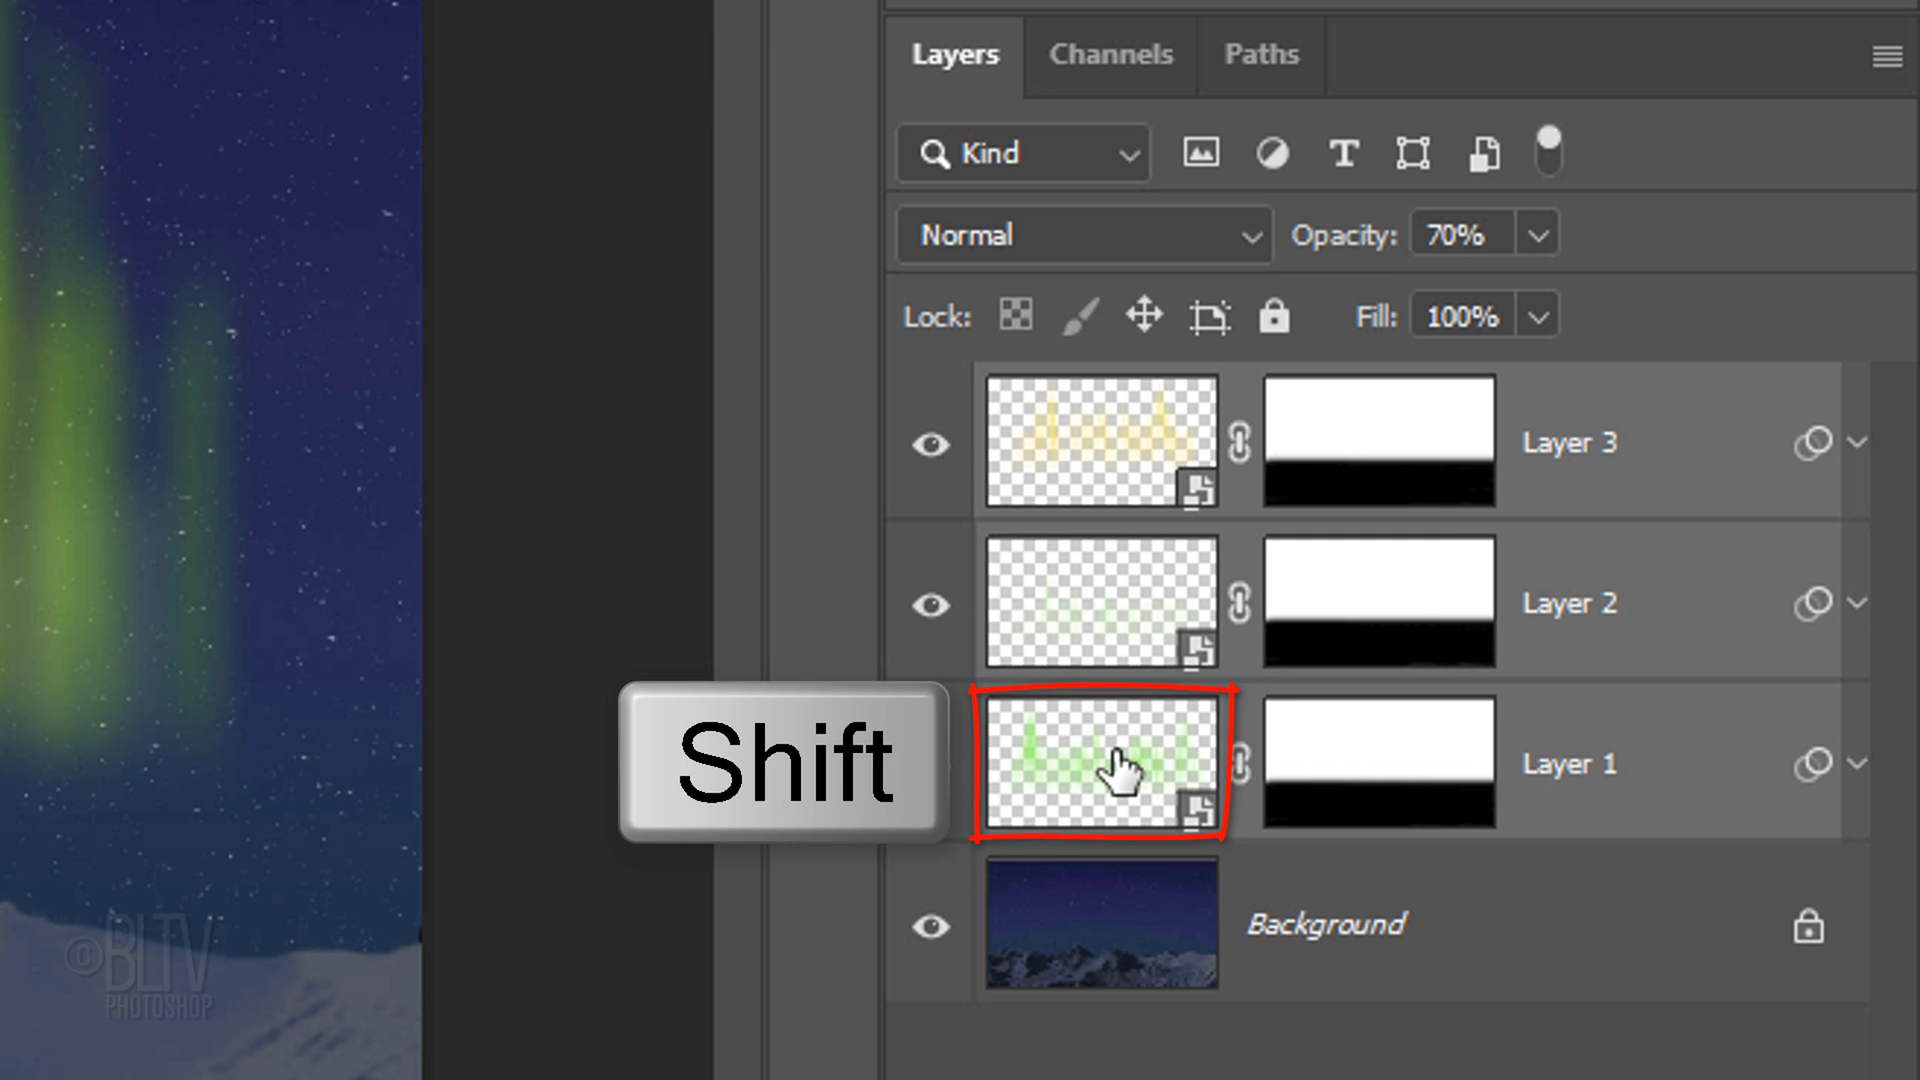 Layers Channels Paths
Kind
Normal Opacity: 70%
Lock: Fill: 100%
Layer 3
Layer 2
Shift
Layer 1
Background
©BLTV
PHOTOSHOP